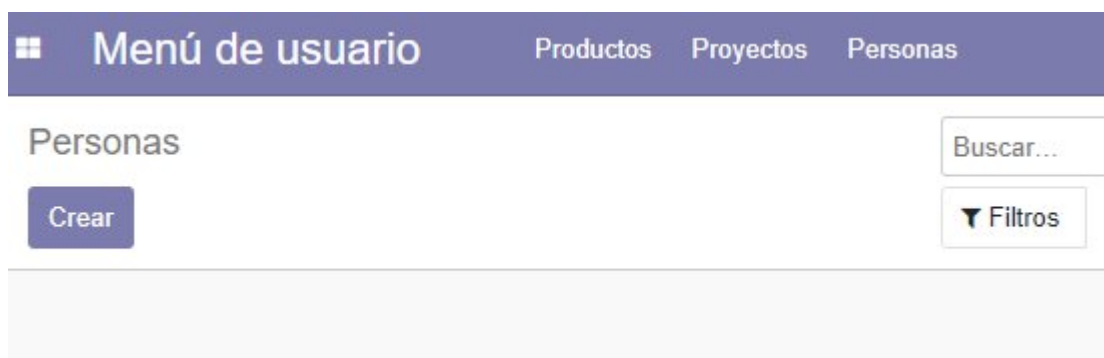 Menú de usuario Productos Proyectos Personas
Personas
Buscar...
Crear
Filtros